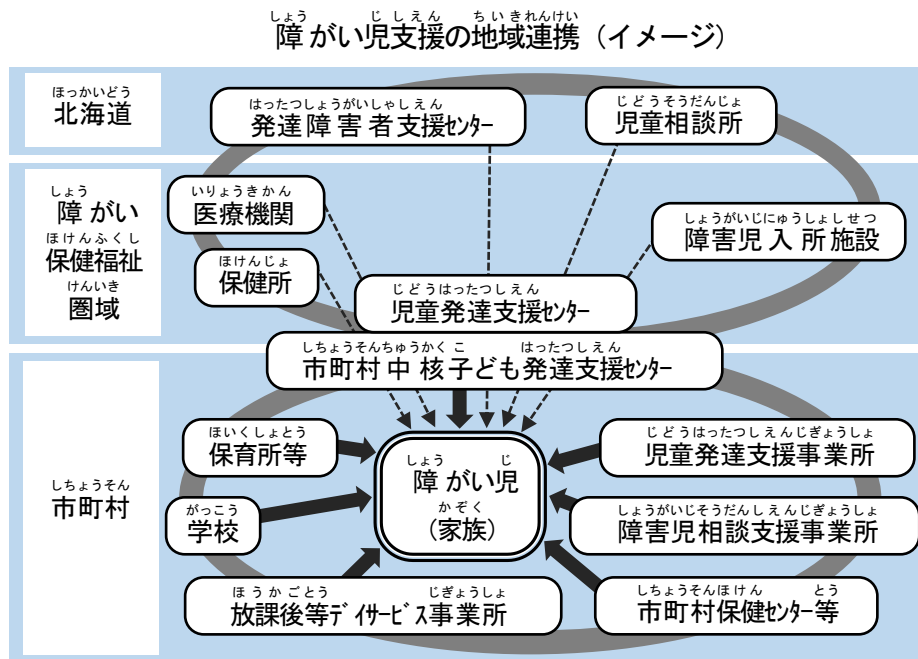 しょう じしえん ちいきれんけい
障がい児支援の地域連携（イメージ）
ほっかいどう
北海道
はったつしょうがいしゃしえん
発達障害者支援センター
じどうそうだんじょ
児童相談所
しょう
障がい
ほけんふくし
保健福祉
けんいき
圏域
いりょうきかん
医療機関
しょうがいじにゅうしょしせつ
障害児入所施設
ほけんじょ
保健所
じどうはったつしえん
児童発達支援センター
しちょうそんちゅうかくこ はったつしえん
市町村中核子ども発達支援センター
しちょうそん
市町村
ほいくしょとう
保育所等
しょう じ
障がい児
かぞく
（家族）
じどうはったつしえんじぎょうしょ
児童発達支援事業所
がっこう
学校
しょうがいじそうだんしえんじぎょうしょ
障害児相談支援事業所
ほうかごとう じぎょうしょ
放課後等デイサービス事業所
しちょうそんほけん とう
市町村保健センター等